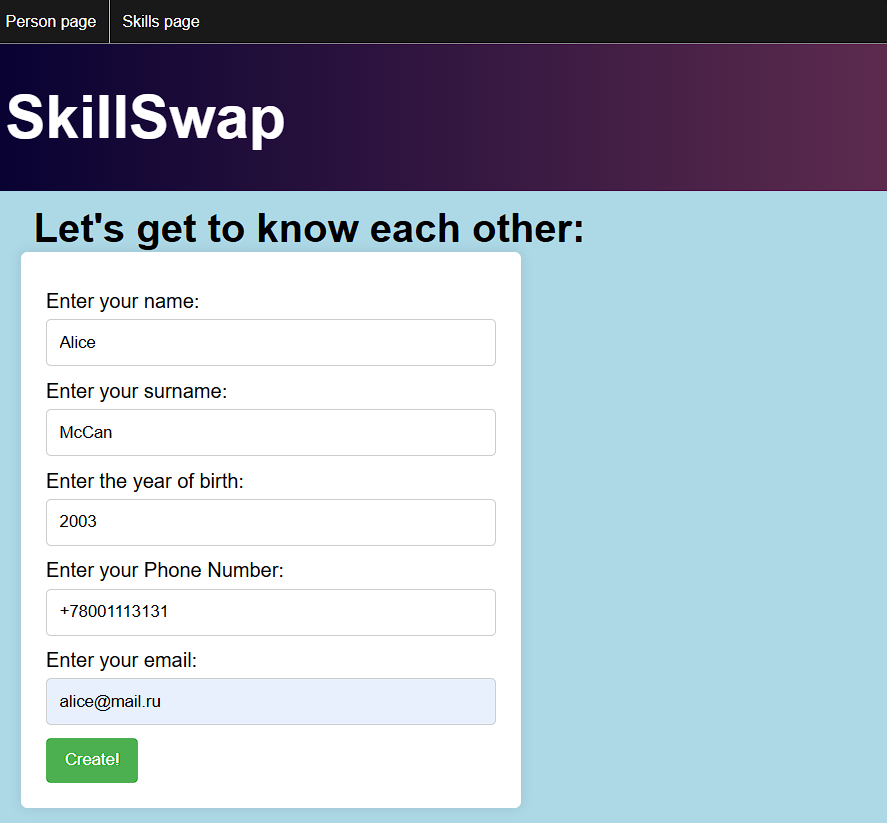 Person page
Skills page
SkillSwap
Let's get to know each other:
Enter your name:
Alice
Enter your surname:
McCan
Enter the year of birth:
2003
Enter your Phone Number:
+78001113131
Enter your email:
alice@mail.ru
Create!